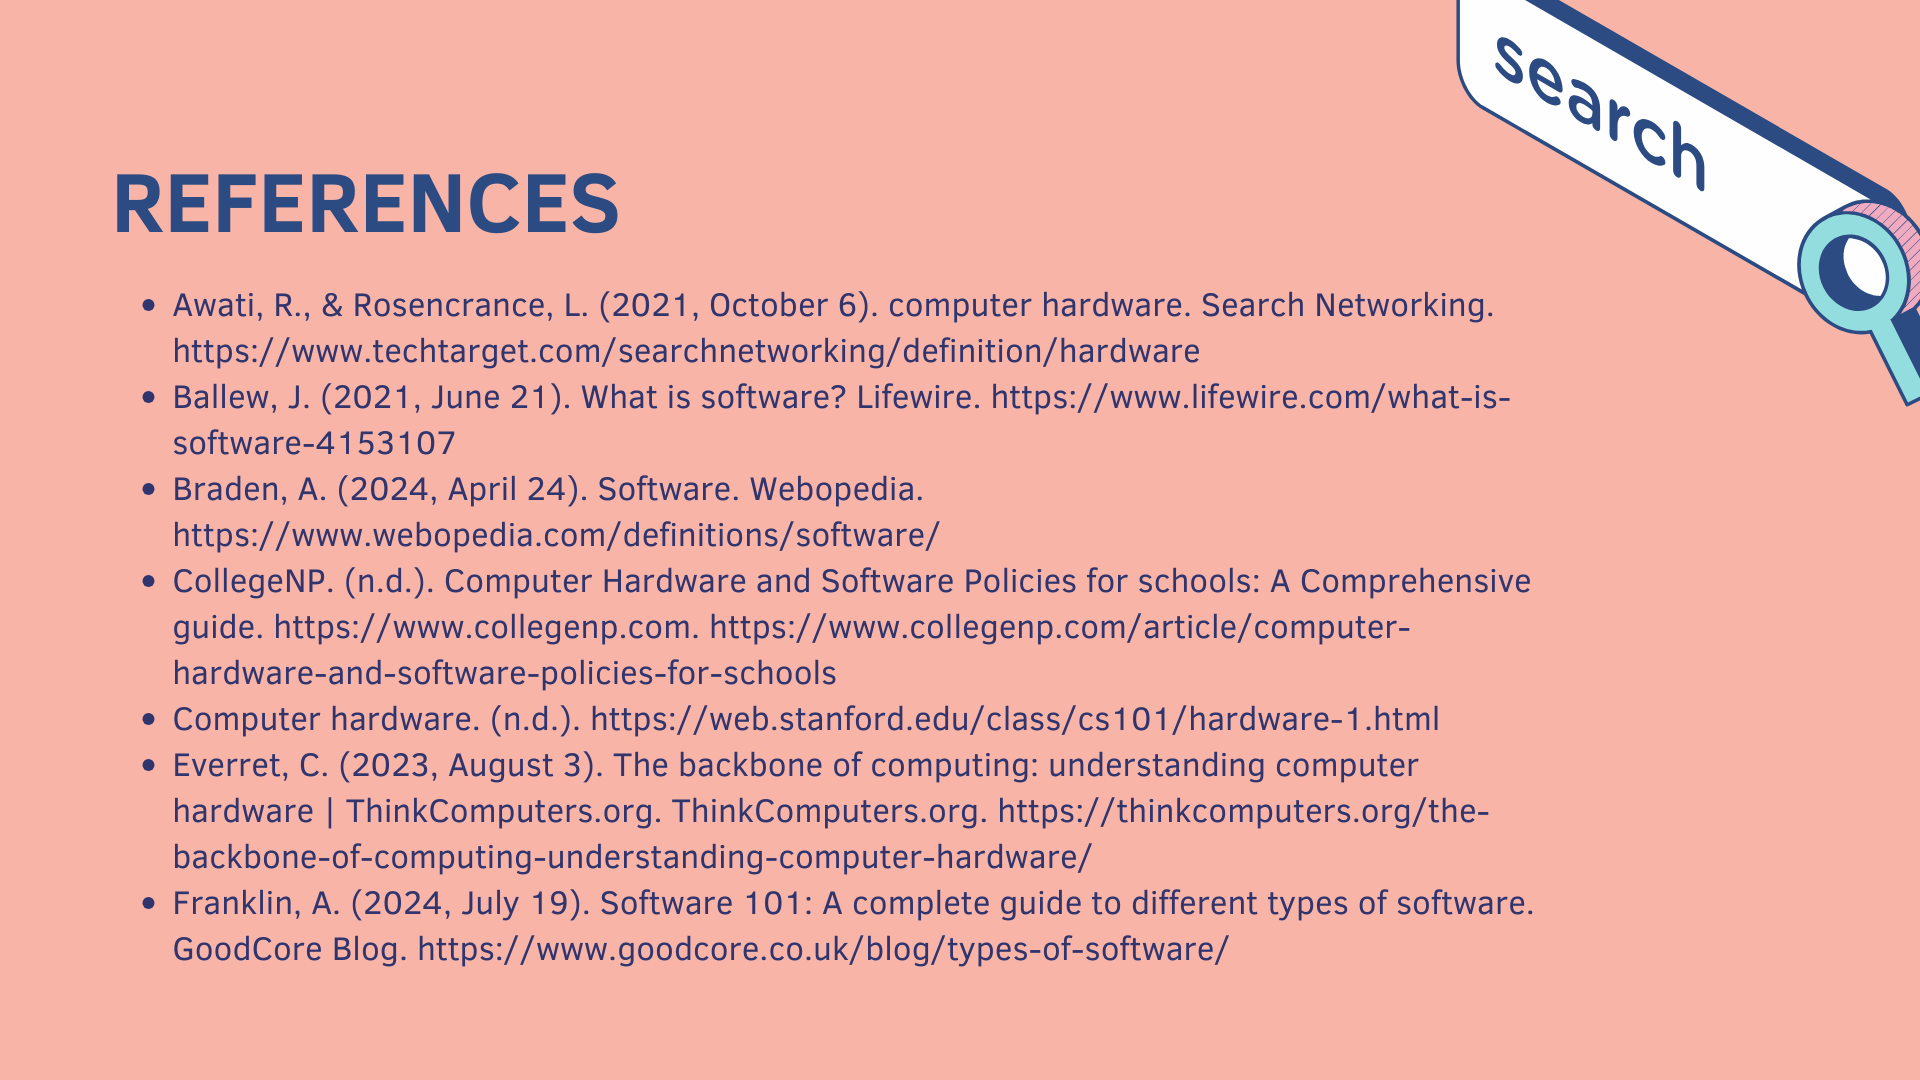 search
REFERENCES
• Awati, R., & Rosencrance, L. (2021, October 6). computer hardware. Search Networking.
https://www.techtarget.com/searchnetworking/definition/hardware
• Ballew, J. (2021, June 21). What is software? Lifewire. https://www.lifewire.com/what-is-
software-4153107
• Braden, A. (2024, April 24). Software. Webopedia.
https://www.webopedia.com/definitions/software/
• CollegeNP. (n.d.). Computer Hardware and Software Policies for schools: A Comprehensive
guide. https://www.collegenp.com. https://www.collegenp.com/article/computer-
hardware-and-software-policies-for-schools
• Computer hardware. (n.d.). https://web.stanford.edu/class/cs101/hardware-1.html
• Everret, C. (2023, August 3). The backbone of computing: understanding computer
hardware | ThinkComputers.org. ThinkComputers.org. https://thinkcomputers.org/the-
backbone-of-computing-understanding-computer-hardware/
• Franklin, A. (2024, July 19). Software 101: A complete guide to different types of software.
GoodCore Blog. https://www.goodcore.co.uk/blog/types-of-software/